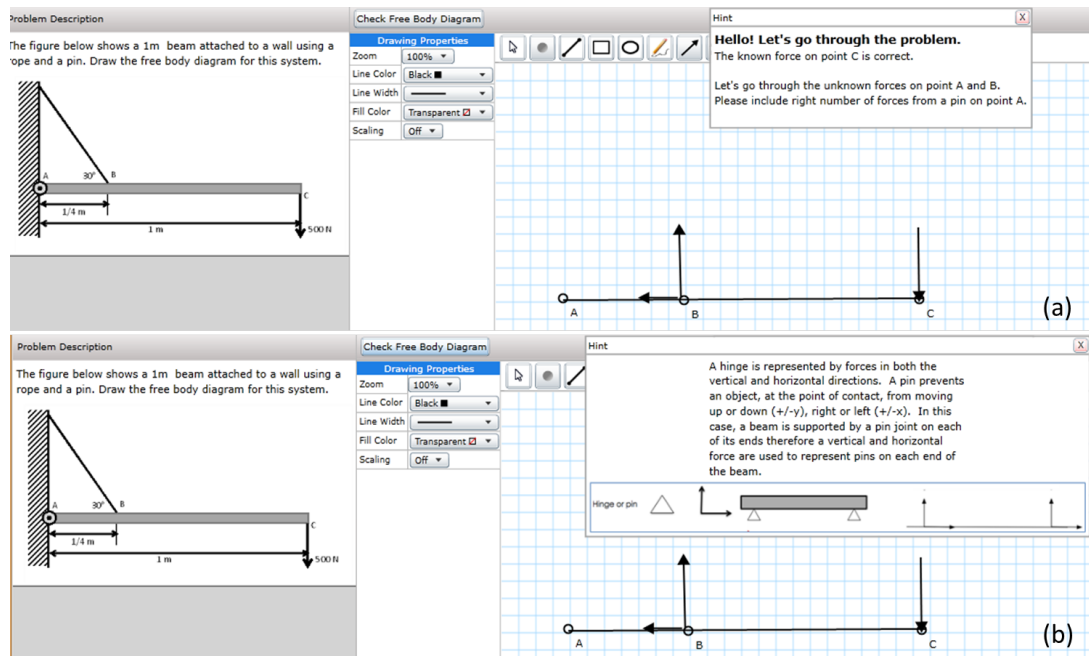 Problem Description
The figure below shows a 1m beam attached to a wall using a
rope and a pin. Draw the free body diagram for this system.
A
30°
B
C
1/4 m
1 m
500 N
Check Free Body Diagram
Drawing Properties
Zoom 100%
Line Color Black
Line Width
Fill Color Transparent
Scaling Off
Hint X
Hello! Let's go through the problem.
The known force on point C is correct.
Let's go through the unknown forces on point A and B.
Please include right number of forces from a pin on point A.
A
B
C
(a)
Problem Description
The figure below shows a 1m beam attached to a wall using a
rope and a pin. Draw the free body diagram for this system.
A
30°
B
C
1/4 m
1 m
500 N
Check Free Body Diagram
Drawing Properties
Zoom 100%
Line Color Black
Line Width
Fill Color Transparent
Scaling Off
Hint X
A hinge is represented by forces in both the
vertical and horizontal directions. A pin prevents
an object, at the point of contact, from moving
up or down (+/-y), right or left (+/-x). In this
case, a beam is supported by a pin joint on each
of its ends therefore a vertical and horizontal
force are used to represent pins on each end of
the beam.
Hinge or pin
A
B
C
(b)